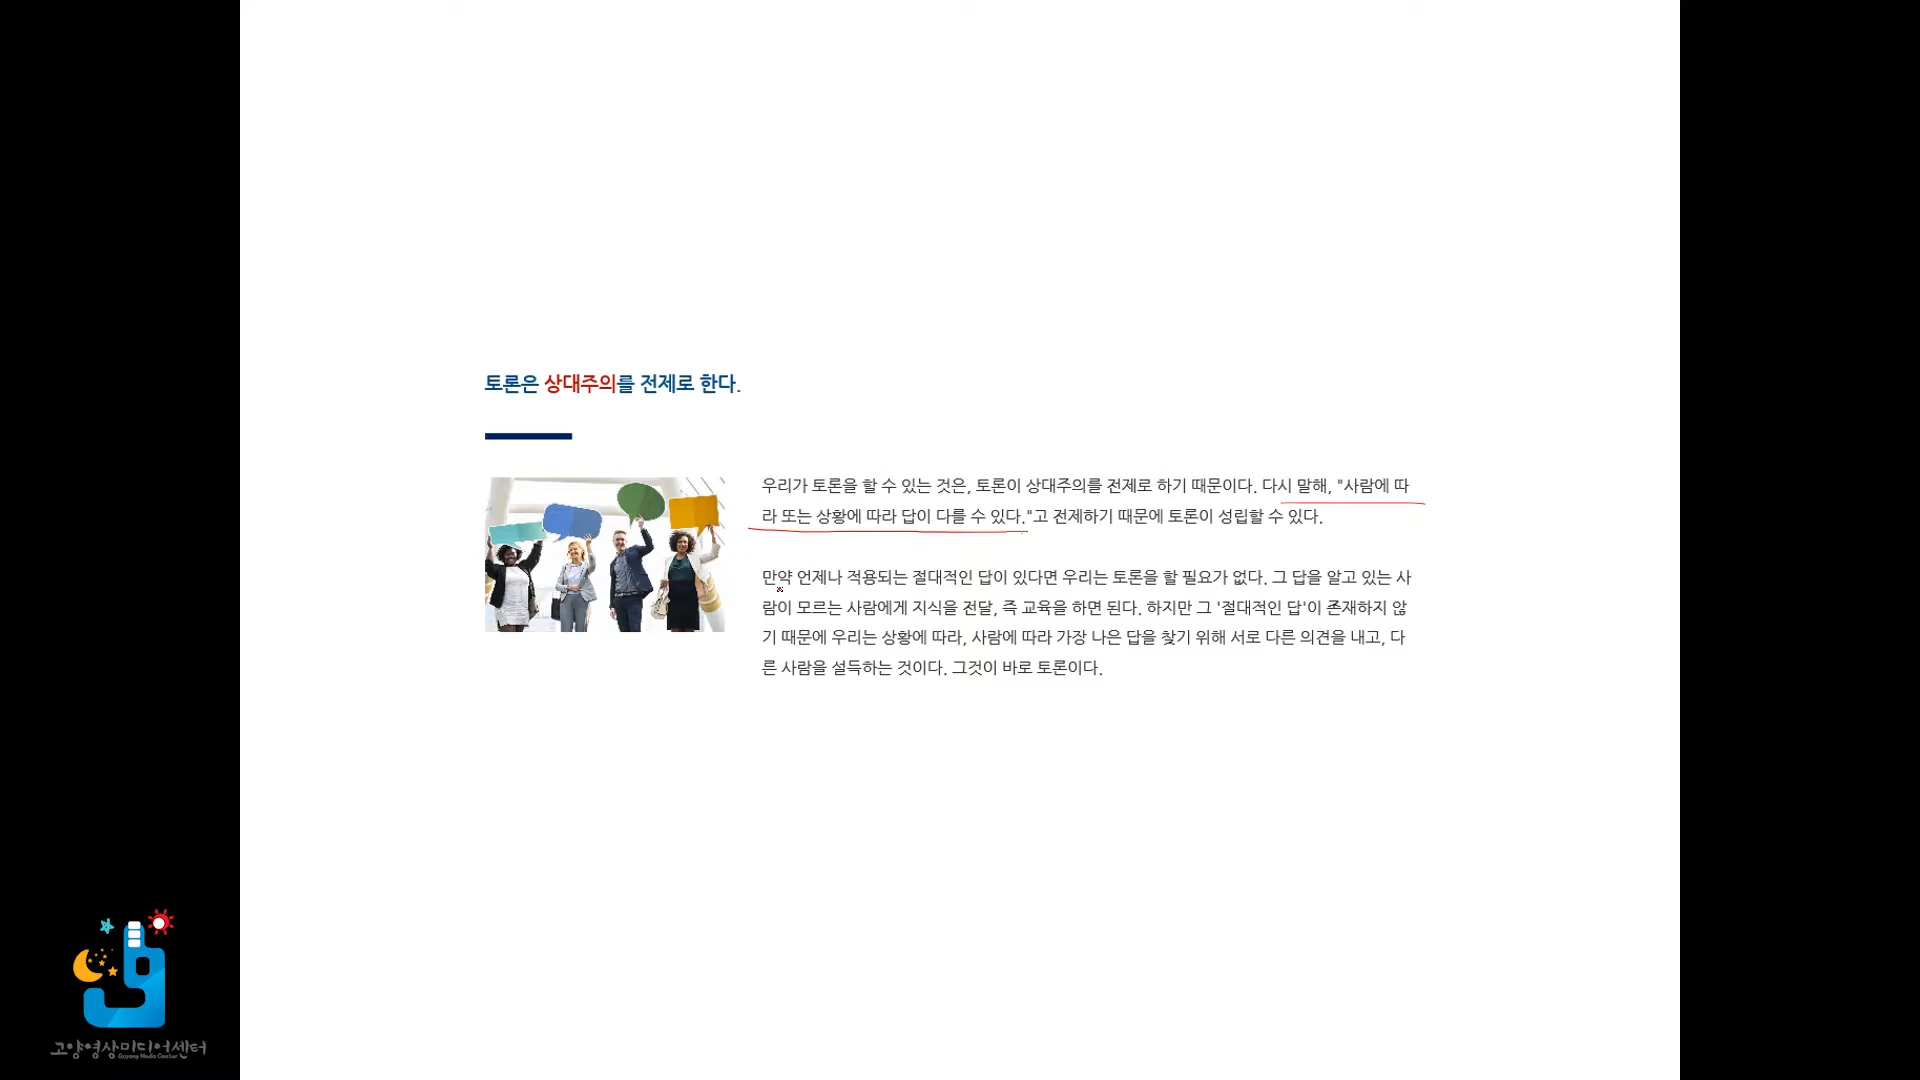 토론은 상대주의를 전제로 한다.
우리가 토론을 할 수 있는 것은, 토론이 상대주의를 전제로 하기 때문이다. 다시 말해, "사람에 따
라 또는 상황에 따라 답이 다를 수 있다."고 전제하기 때문에 토론이 성립할 수 있다.
만약 언제나 적용되는 절대적인 답이 있다면 우리는 토론을 할 필요가 없다. 그 답을 알고 있는 사
람이 모르는 사람에게 지식을 전달, 즉 교육을 하면 된다. 하지만 그 '절대적인 답'이 존재하지 않
기 때문에 우리는 상황에 따라, 사람에 따라 가장 나은 답을 찾기 위해 서로 다른 의견을 내고, 다
른 사람을 설득하는 것이다. 그것이 바로 토론이다.
고양영상미디어센터
Goyang Media Center